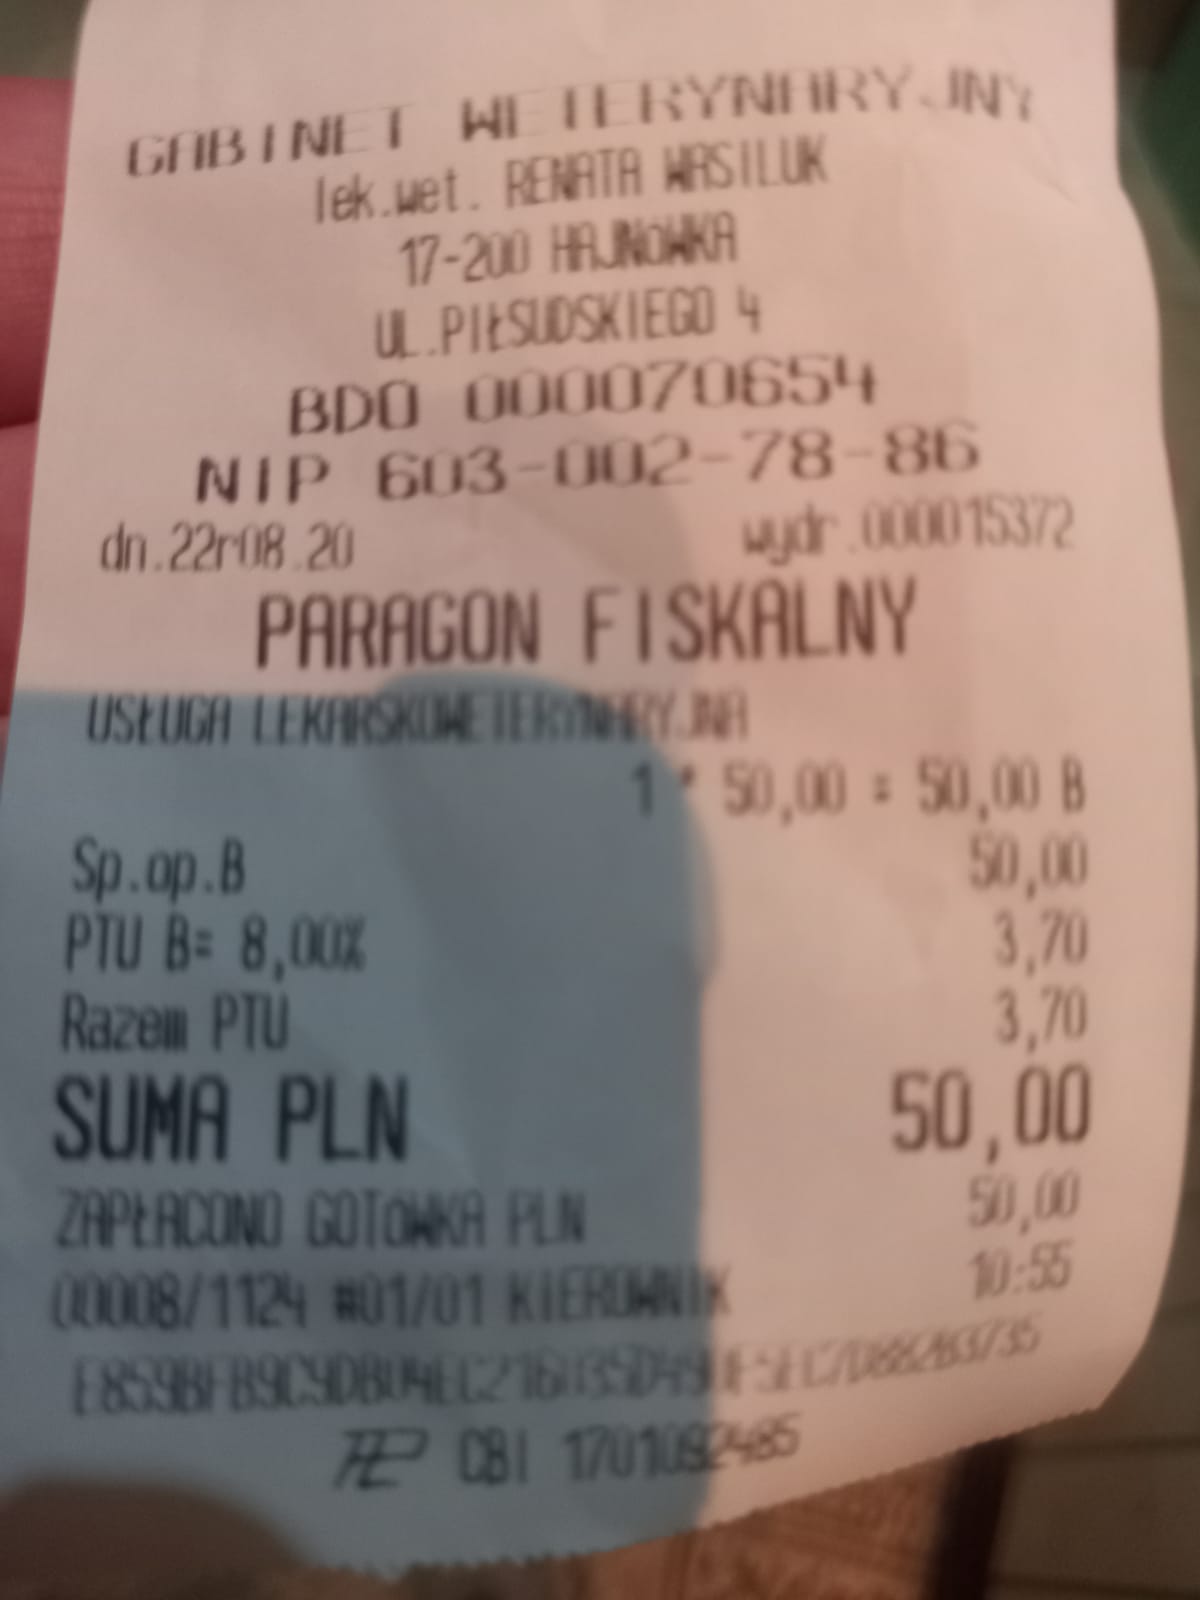 GABINET WETERYNARYJNY
lek.wet. RENATA WASILUK
17-200 HAJNÓWKA
UL.PIŁSUDSKIEGO 4
BDO 000070654
NIP 603-002-78-86
dn.22r08.20 wydr.000015372
PARAGON FISKALNY
USŁUGA LEKARSKOWETERYNARYJNA
1 * 50,00 = 50,00 B
Sp.op.B 50,00
PTU B= 8,00% 3,70
Razem PTU 3,70
SUMA PLN 50,00
ZAPŁACONO GOTÓWKA PLN 50,00
00008/1124 #01/01 KIEROWNIK 10:55
CBI 1701092485